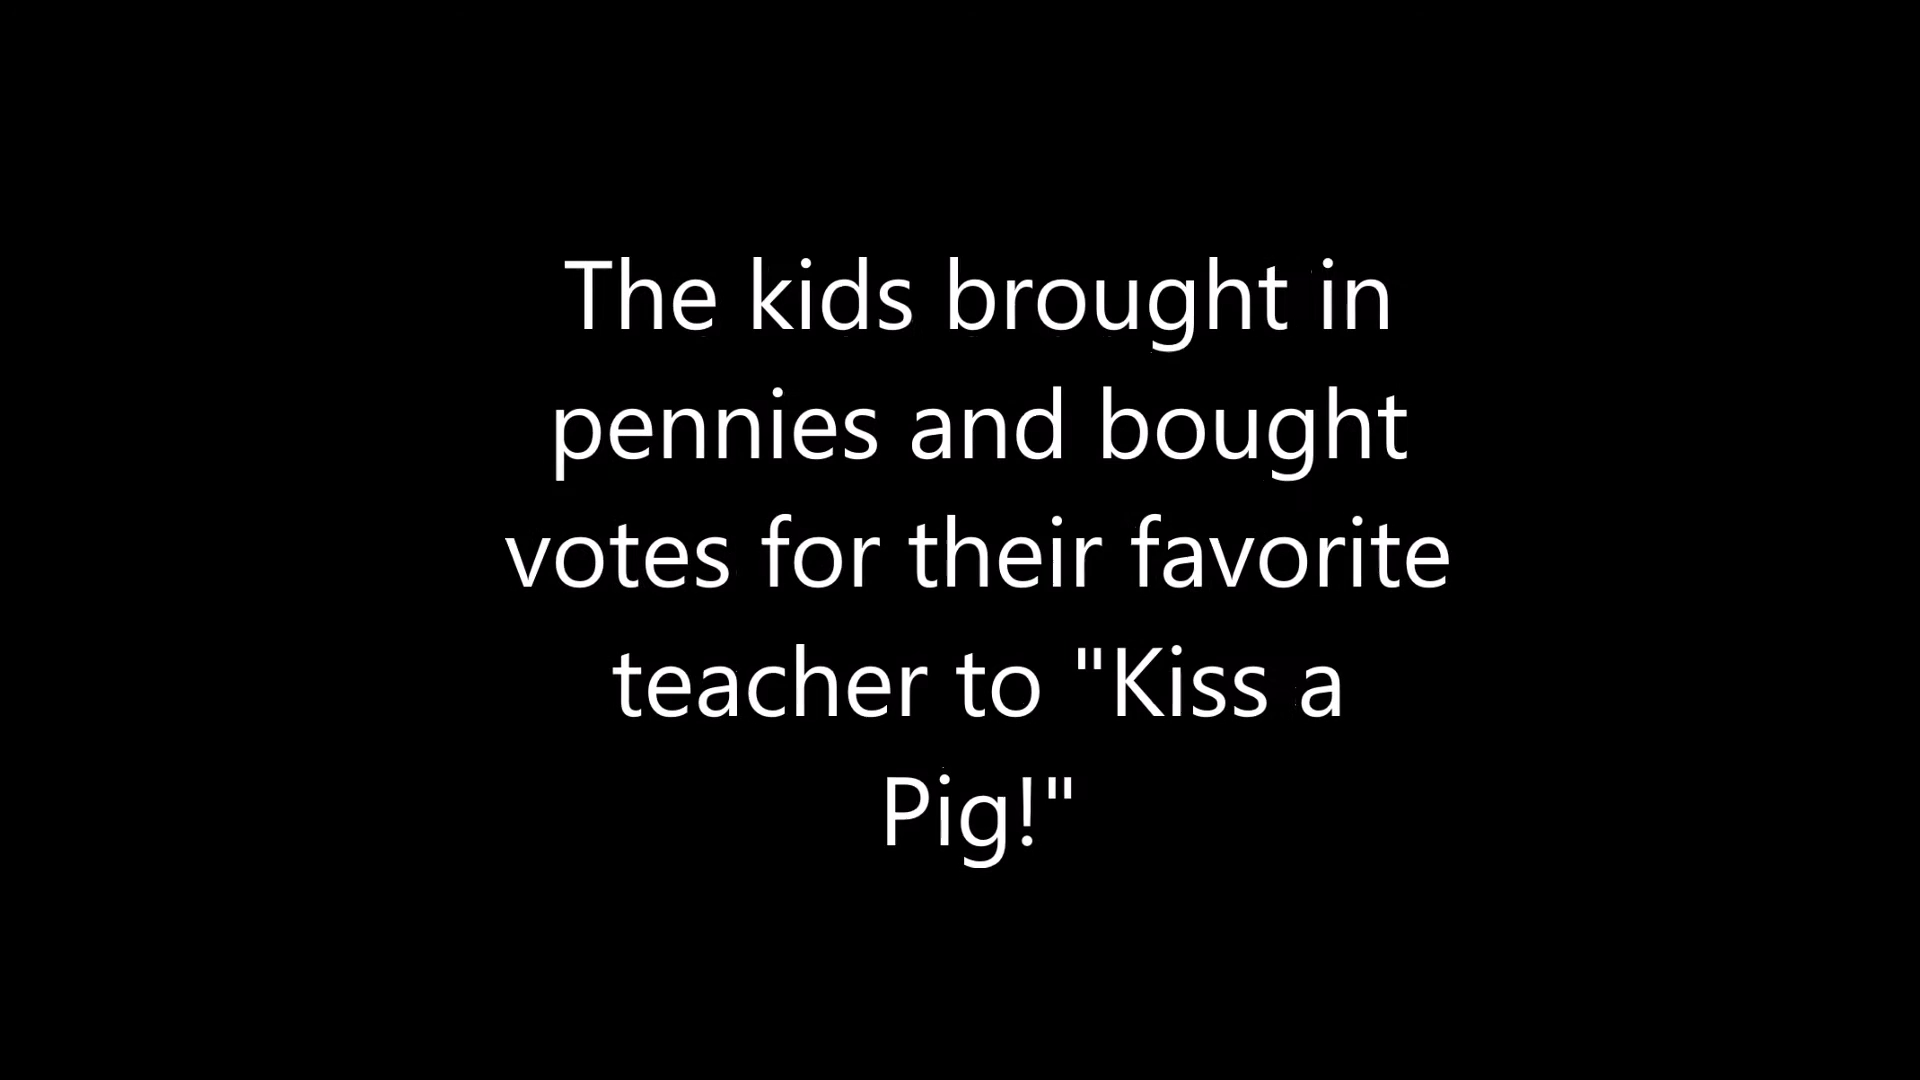 The kids brought in
pennies and bought
votes for their favorite
teacher to "Kiss a
Pig!"